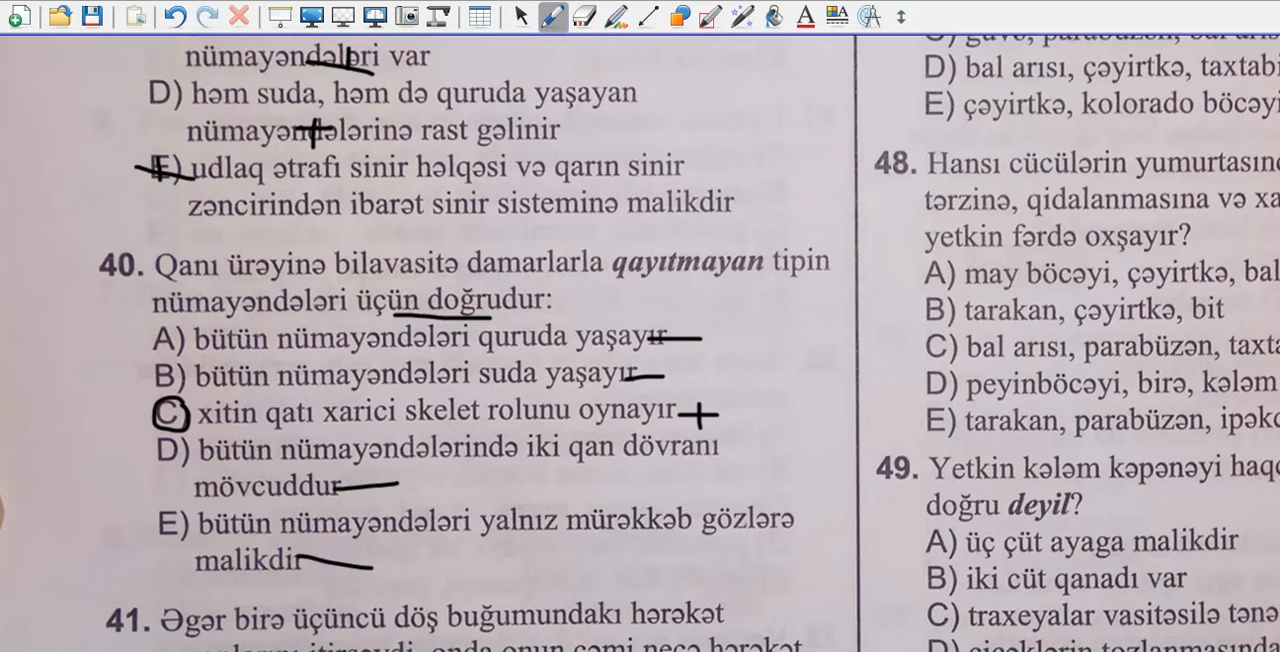 nümayəndələri var
D) həm suda, həm də quruda yaşayan
nümayəndələrinə rast gəlinir
E) udlaq ətrafı sinir həlqəsi və qarın sinir
zəncirindən ibarət sinir sisteminə malikdir
40. Qanı ürəyinə bilavasitə damarlarla qayıtmayan tipin
nümayəndələri üçün doğrudur:
A) bütün nümayəndələri quruda yaşayır
B) bütün nümayəndələri suda yaşayır
C) xitin qatı xarici skelet rolunu oynayır
D) bütün nümayəndələrində iki qan dövranı
mövcuddur
E) bütün nümayəndələri yalnız mürəkkəb gözlərə
malikdir
41. Əgər birə üçüncü döş buğumundakı hərəkət
D) bal arısı, çəyirtkə, taxtabi
E) çəyirtkə, kolorado böcəyi
48. Hansı cücülərin yumurtasınd
tərzinə, qidalanmasına və xa
yetkin fərdə oxşayır?
A) may böcəyi, çəyirtkə, bal
B) tarakan, çəyirtkə, bit
C) bal arısı, parabüzən, taxta
D) peyinböcəyi, birə, kələm
E) tarakan, parabüzən, ipəkq
49. Yetkin kələm kəpənəyi haqq
doğru deyil?
A) üç çüt ayaga malikdir
B) iki cüt qanadı var
C) traxeyalar vasitəsilə tənə